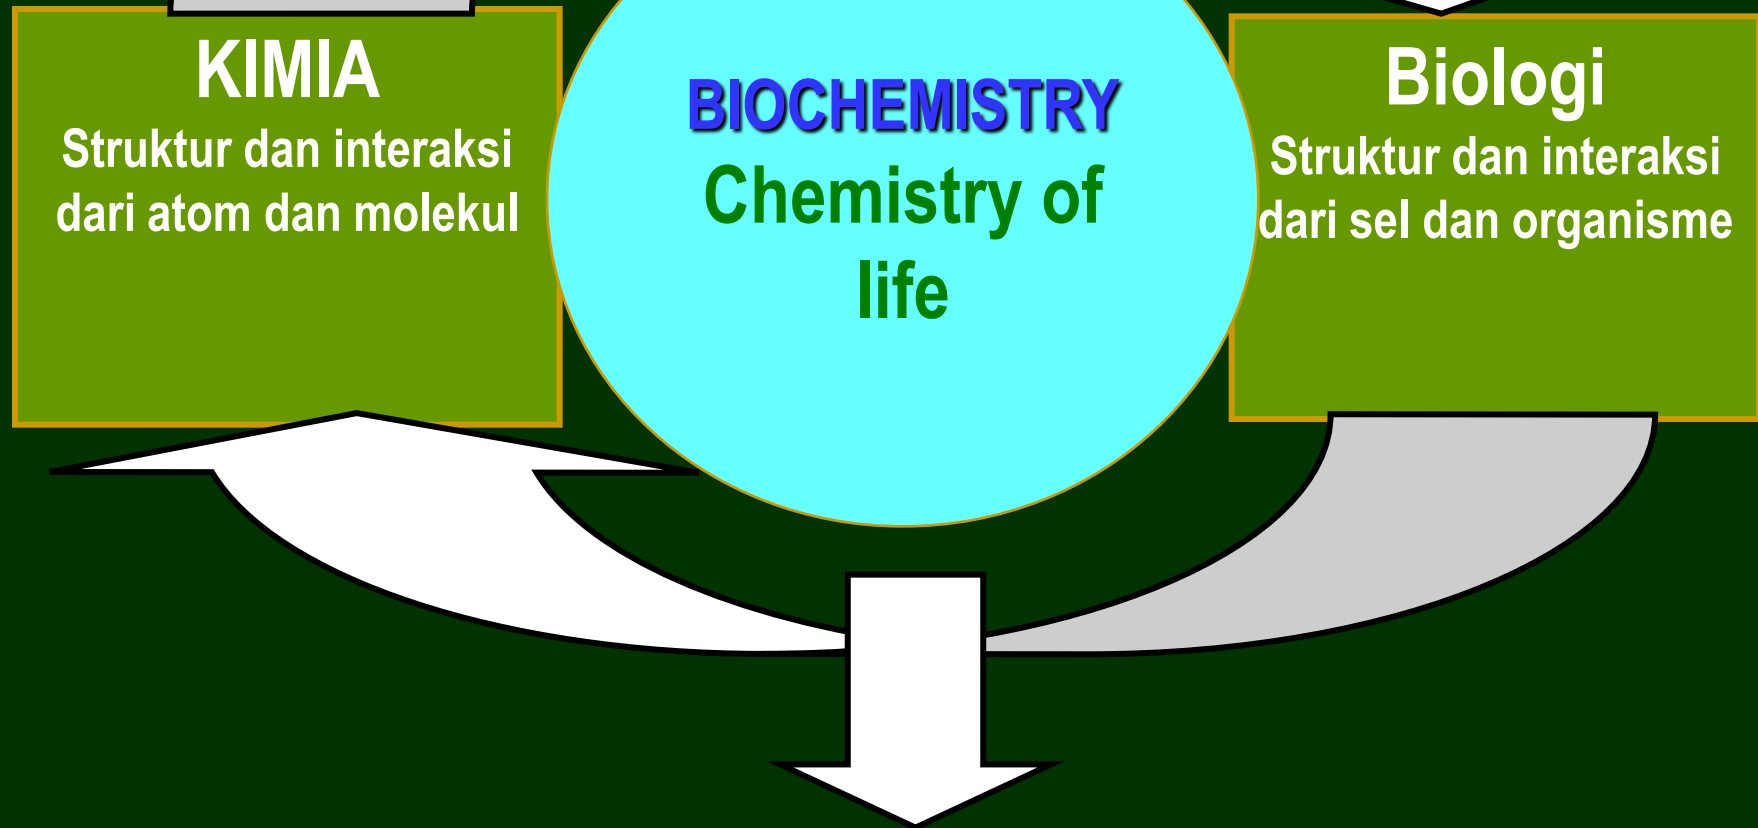 KIMIA
Struktur dan interaksi
dari atom dan molekul
BIOCHEMISTRY
Chemistry of
life
Biologi
Struktur dan interaksi
dari sel dan organisme